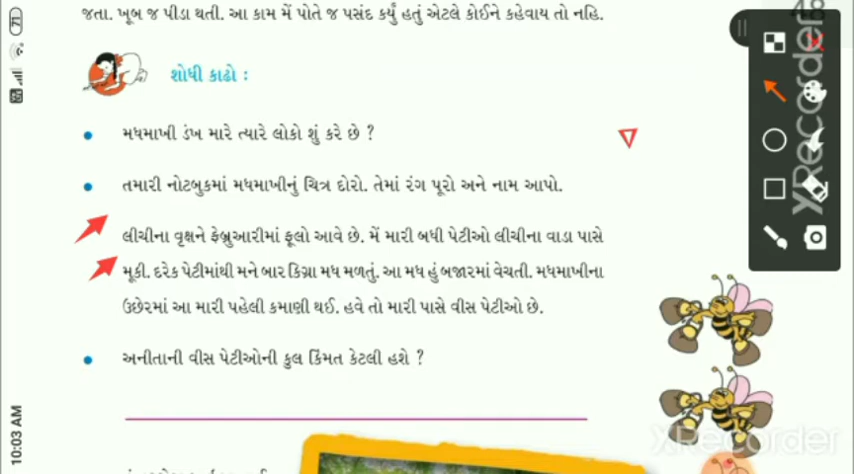 જતા. ખૂબ જ પીડા થતી. આ કામ મેં પોતે જ પસંદ કર્યું હતું એટલે કોઈને કહેવાય તો નહિ.
શોધી કાઢો :
• મધમાખી ડંખ મારે ત્યારે લોકો શું કરે છે ?
• તમારી નોટબુકમાં મધમાખીનું ચિત્ર દોરો. તેમાં રંગ પૂરો અને નામ આપો.
લીચીના વૃક્ષને ફેબ્રુઆરીમાં ફૂલો આવે છે. મેં મારી બધી પેટીઓ લીચીના વાડા પાસે
મૂકી. દરેક પેટીમાંથી મને બાર કિગ્રા મધ મળતું. આ મધ હું બજારમાં વેચતી. મધમાખીના
ઉછેરમાં આ મારી પહેલી કમાણી થઈ. હવે તો મારી પાસે વીસ પેટીઓ છે.
• અનીતાની વીસ પેટીઓની કુલ કિંમત કેટલી હશે ?
10:03 AM
71
XRecorder
XRecorder